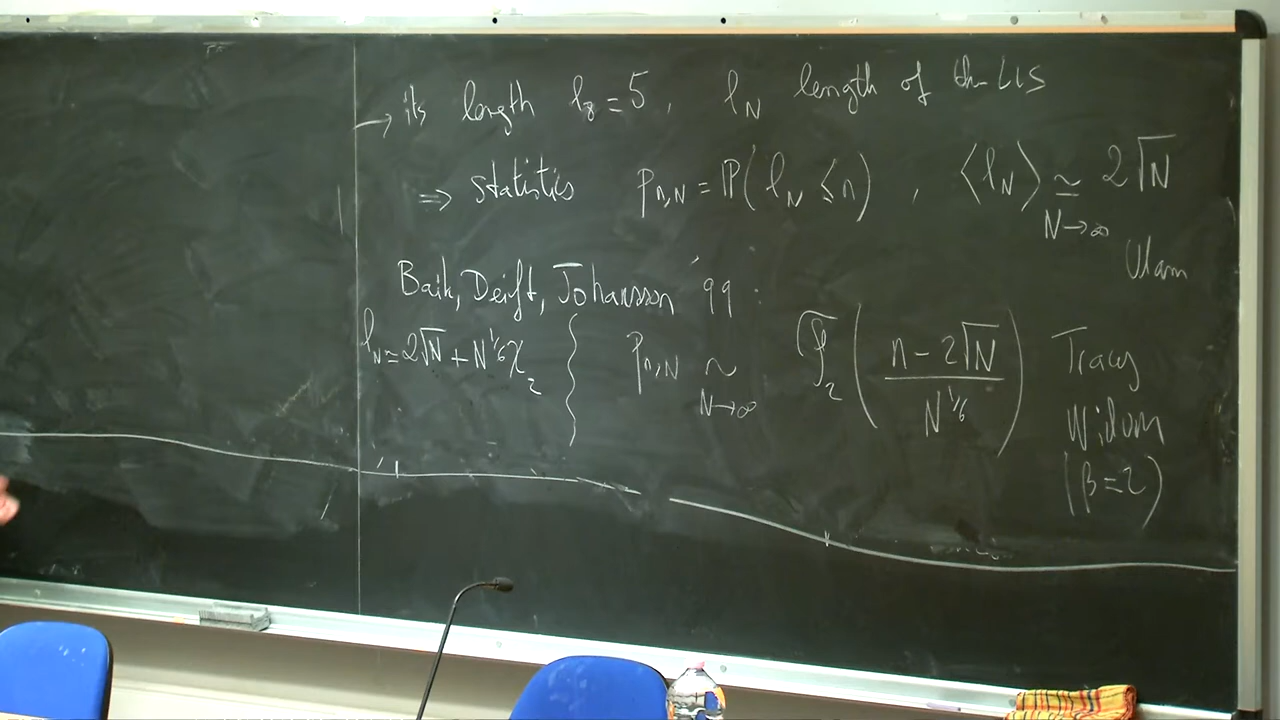 → its length l₈ = 5, l_N length of the LIS
⇒ statistics p_{n,N} = ℙ(l_N ≤ n), ⟨l_N⟩ ≃_{N→∞} 2√N
Ulam
Baik, Deift, Johansson '99:
l_N ≃ 2√N + N^{1/6} χ₂
p_{n,N} ~_{N→∞} ℱ₂((n − 2√N)/N^{1/6}) Tracy
Widom
(β=2)